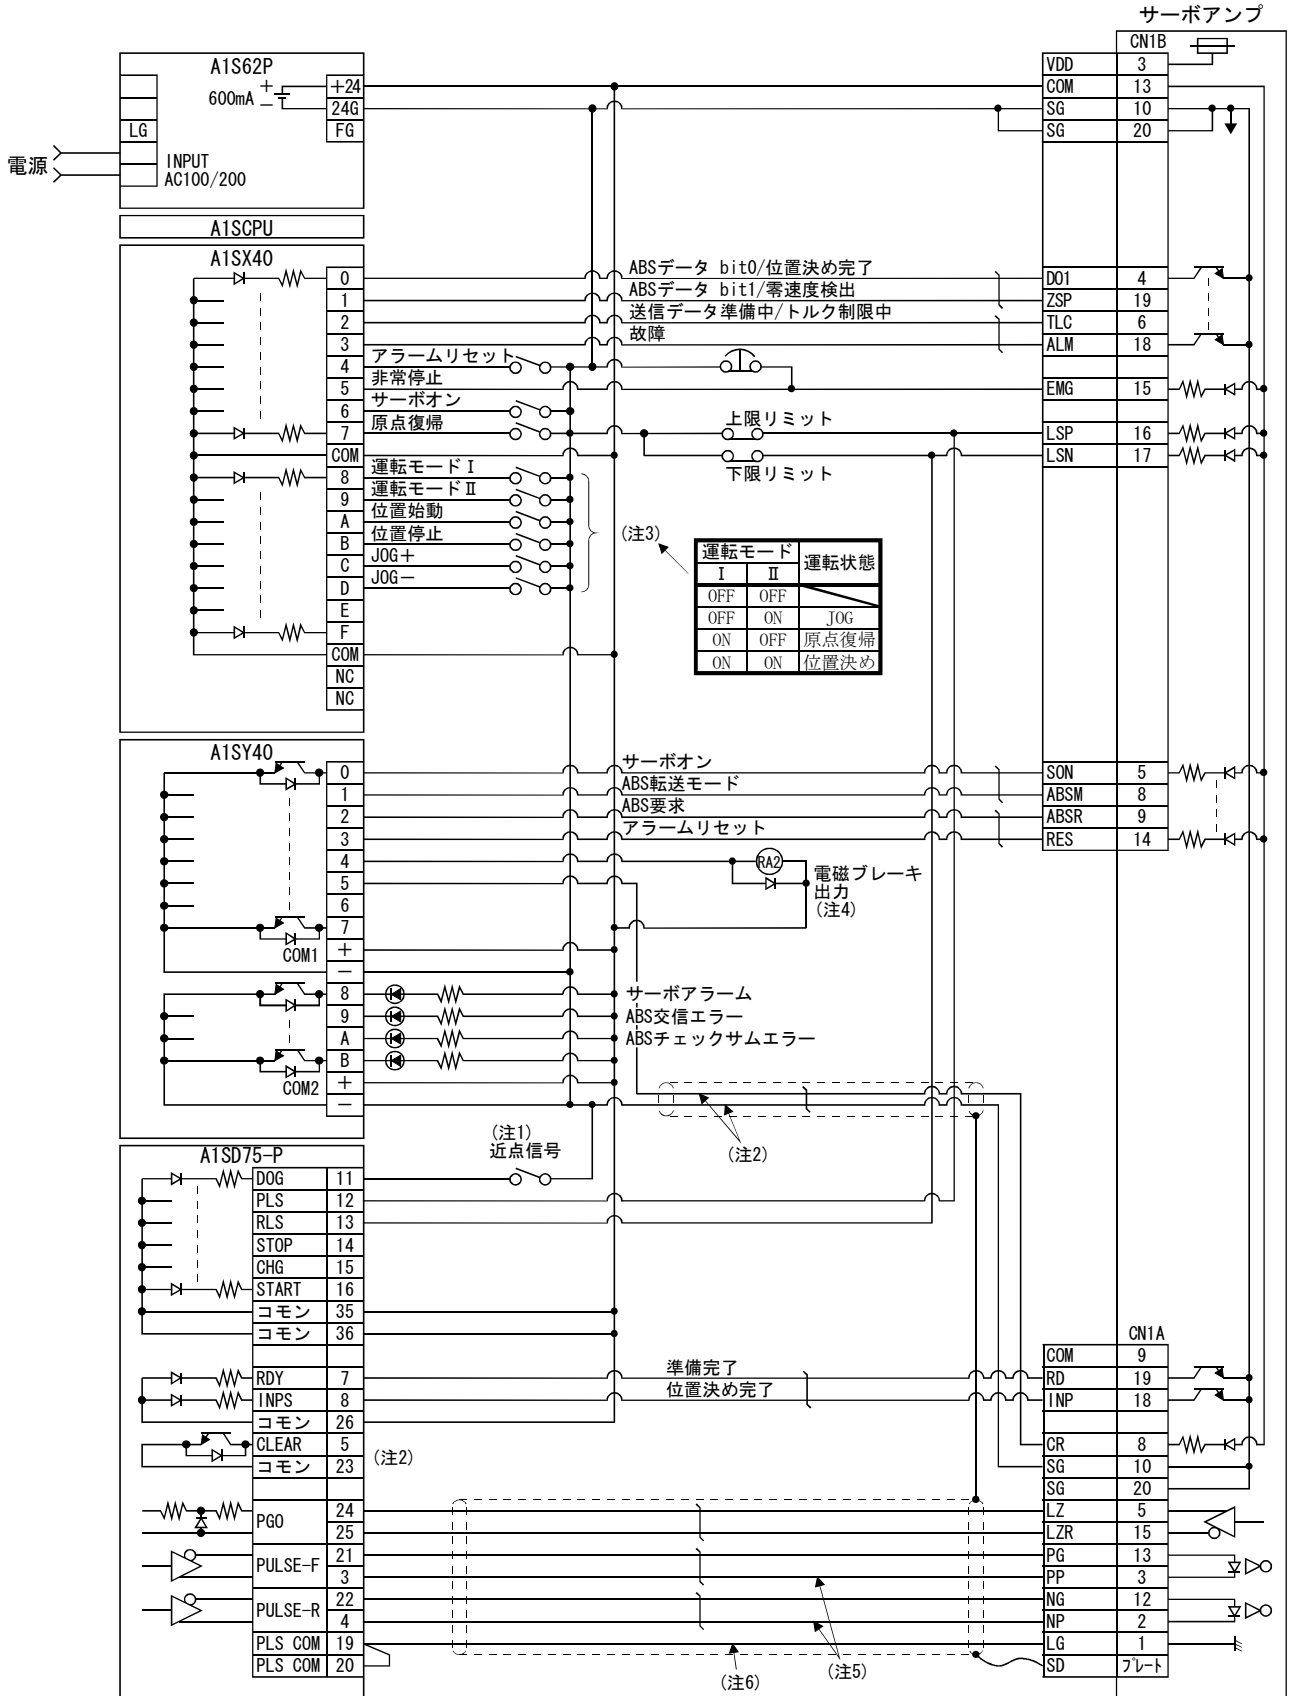 サーボアンプ
CN1B
A1S62P
+
600mA
−
+24
24G
FG
LG
電源
INPUT
AC100/200
VDD 3
COM 13
SG 10
SG 20
A1SCPU
A1SX40
0 ABSデータ bit0/位置決め完了 DO1 4
1 ABSデータ bit1/零速度検出 ZSP 19
2 送信データ準備中/トルク制限中 TLC 6
3 故障 ALM 18
4 アラームリセット
5 非常停止 EMG 15
6 サーボオン
7 原点復帰 上限リミット LSP 16
COM 下限リミット LSN 17
8 運転モードⅠ
9 運転モードⅡ
A 位置始動
B 位置停止
C JOG+
D JOG−
E
F
COM
NC
NC
(注3)
運転モード 運転状態
Ⅰ Ⅱ
OFF OFF
OFF ON JOG
ON OFF 原点復帰
ON ON 位置決め
A1SY40
0 サーボオン SON 5
1 ABS転送モード ABSM 8
2 ABS要求 ABSR 9
3 アラームリセット RES 14
4 RA2
5
6
7
電磁ブレーキ
出力
(注4)
COM1
+
−
8 サーボアラーム
9 ABS交信エラー
A ABSチェックサムエラー
B
COM2
+
−
(注1)
近点信号
(注2)
A1SD75-P
DOG 11
PLS 12
RLS 13
STOP 14
CHG 15
START 16
コモン 35
コモン 36
CN1A
COM 9
RDY 7 準備完了 RD 19
INPS 8 位置決め完了 INP 18
コモン 26
CLEAR 5 CR 8
コモン 23 (注2) SG 10
SG 20
PGO 24 LZ 5
25 LZR 15
PULSE-F 21 PG 13
3 PP 3
PULSE-R 22 NG 12
4 NP 2
PLS COM 19 LG 1
PLS COM 20 SD プレート
(注6)
(注5)